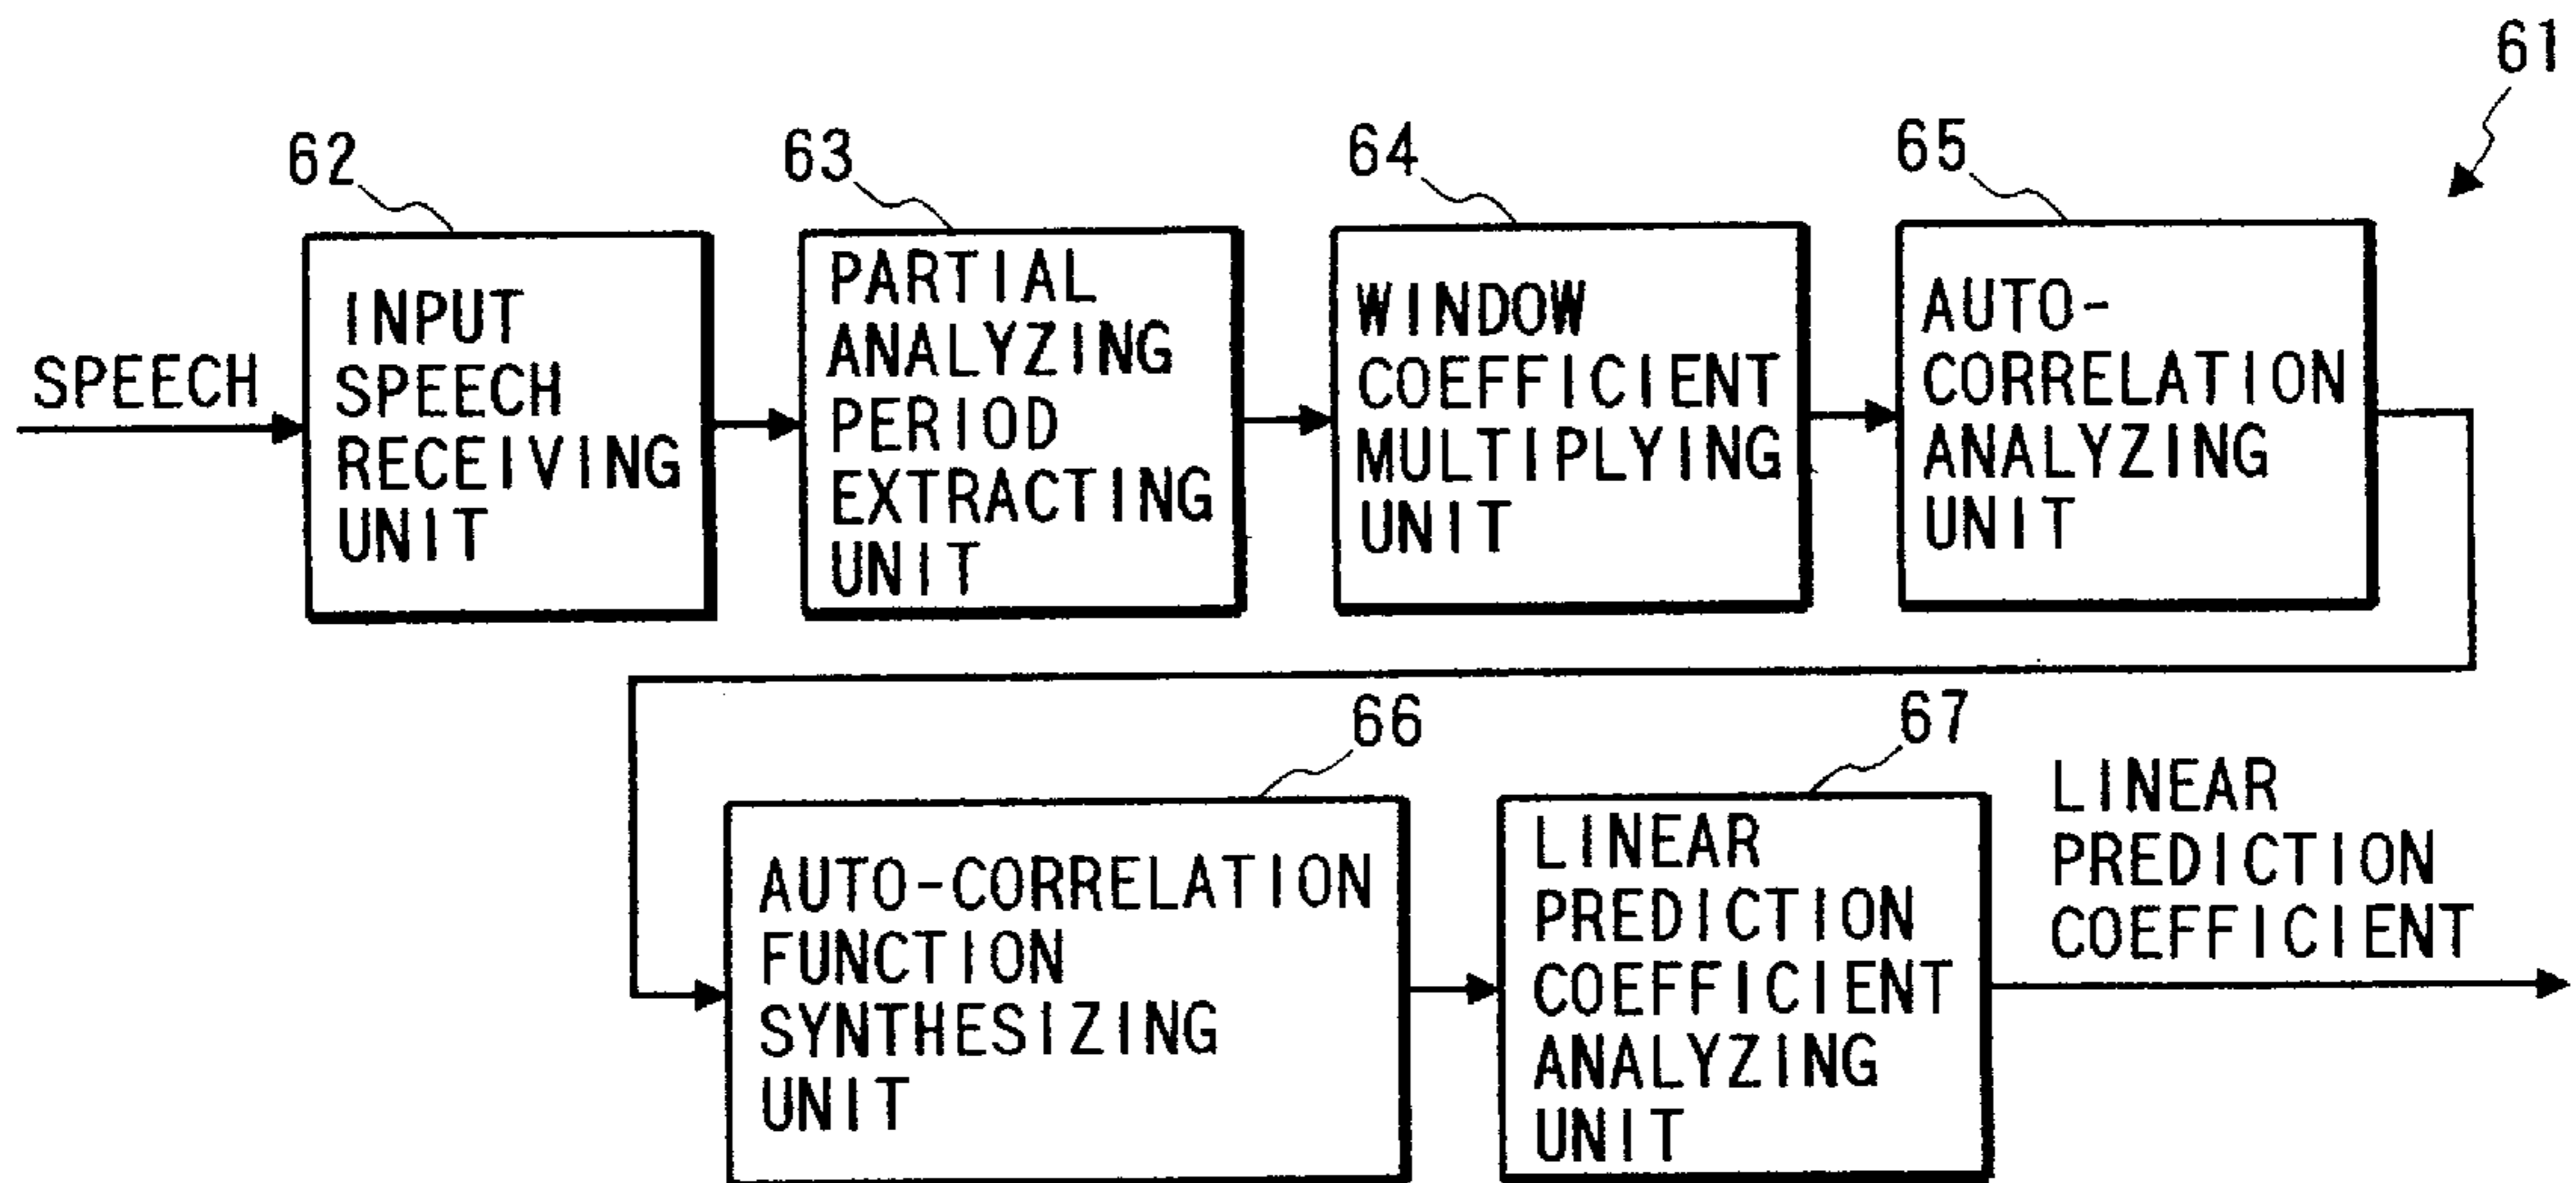 61
62
63
64
65
SPEECH
INPUT
SPEECH
RECEIVING
UNIT
PARTIAL
ANALYZING
PERIOD
EXTRACTING
UNIT
WINDOW
COEFFICIENT
MULTIPLYING
UNIT
AUTO-
CORRELATION
ANALYZING
UNIT
66
67
AUTO-CORRELATION
FUNCTION
SYNTHESIZING
UNIT
LINEAR
PREDICTION
COEFFICIENT
ANALYZING
UNIT
LINEAR
PREDICTION
COEFFICIENT